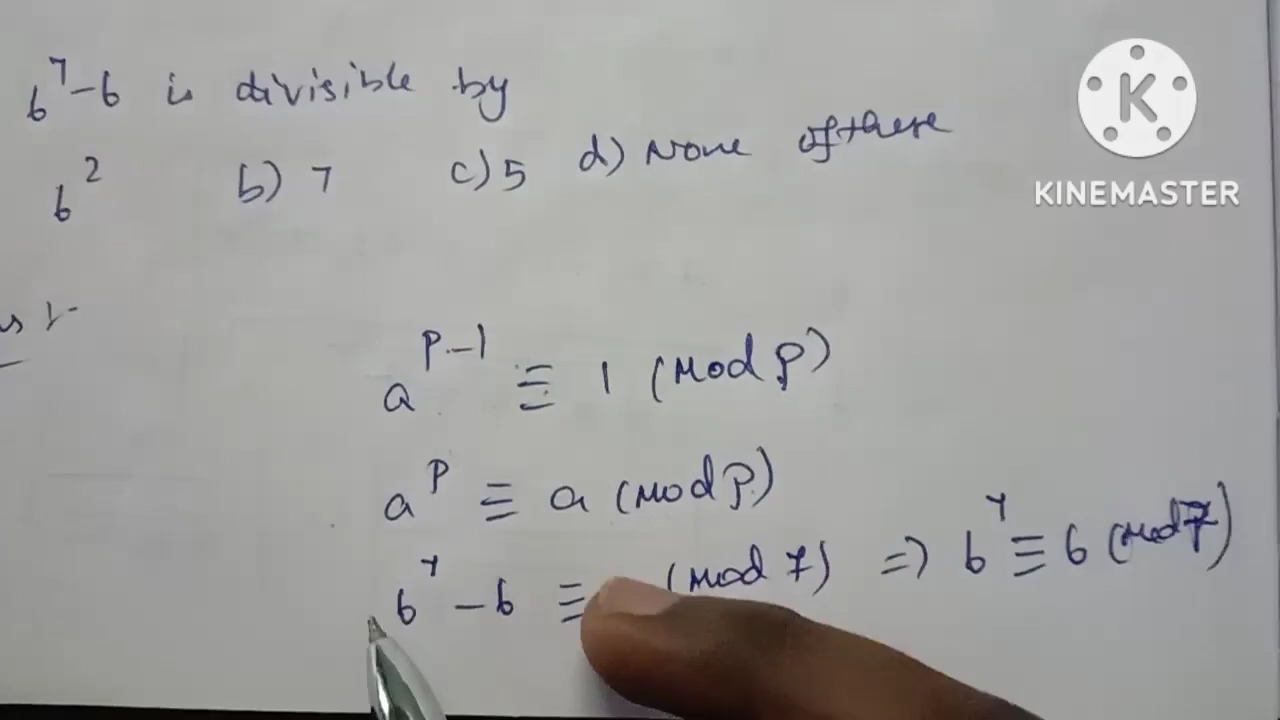 6⁷-6 is divisible by
6² b) 7 c) 5 d) None of these
K
KINEMASTER
a^(p-1) ≡ 1 (Mod p)
a^p ≡ a (Mod p)
6⁷ - 6 ≡ (Mod 7) => 6⁷ ≡ 6 (Mod 7)